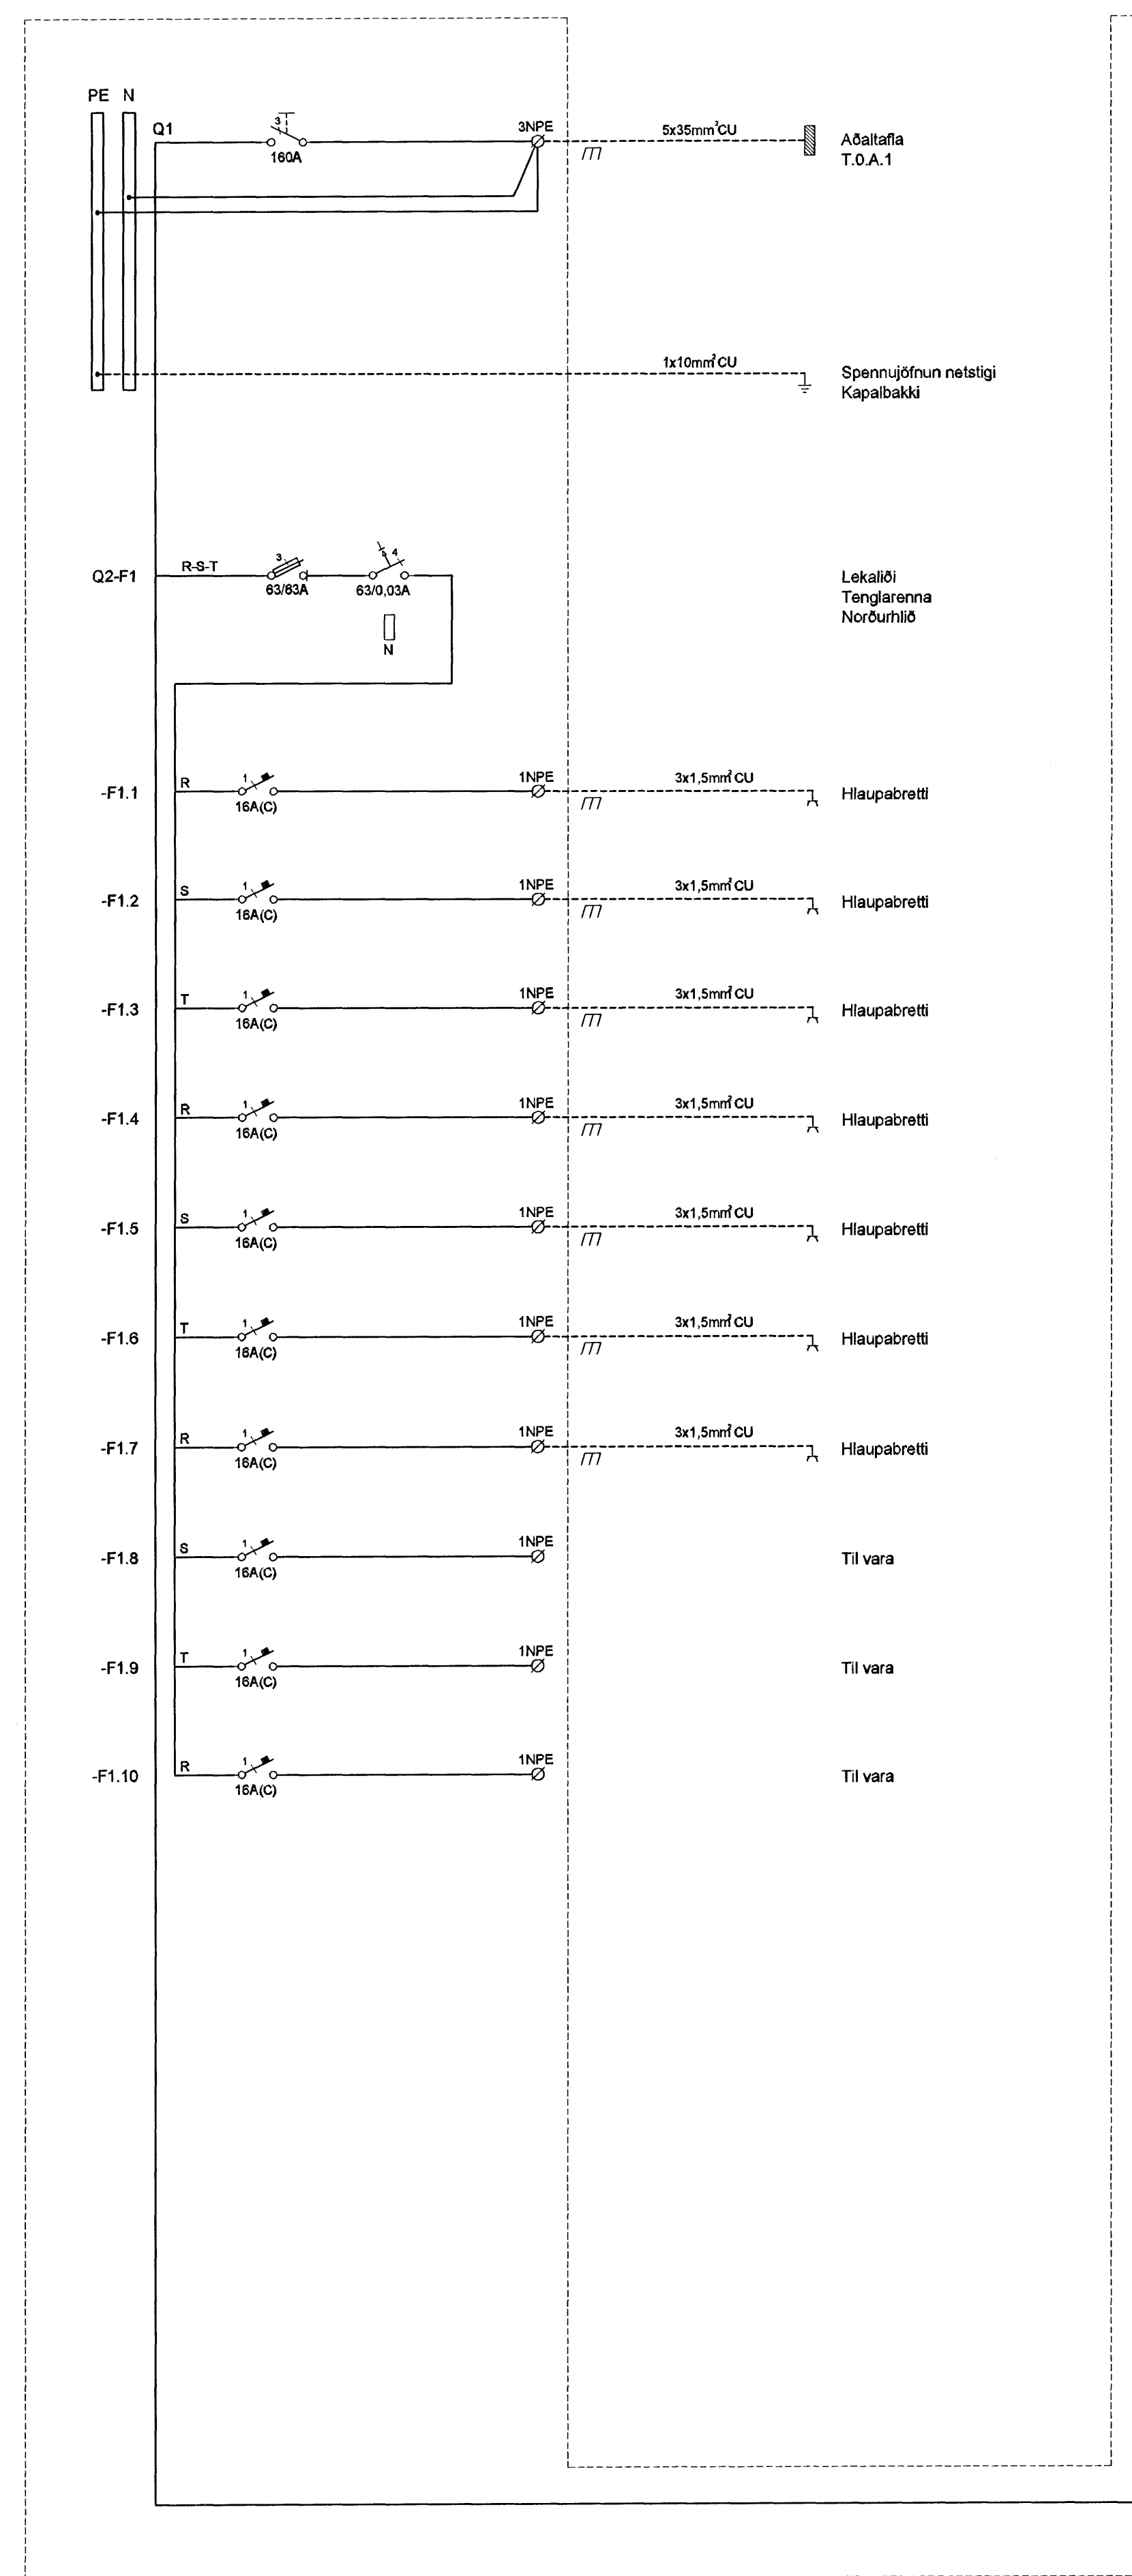 PE N
Q1
3
160A
3NPE
5x35mm²CU
Aðaltafla
T.0.A.1
1x10mm²CU
Spennujöfnun netstigi
Kapalbakki
Q2-F1
R-S-T
3
63/63A
4
63/0,03A
N
Lekaliði
Tenglarenna
Norðurhlið
-F1.1
R
1
16A(C)
1NPE
3x1,5mm²CU
Hlaupabretti
-F1.2
S
1
16A(C)
1NPE
3x1,5mm²CU
Hlaupabretti
-F1.3
T
1
16A(C)
1NPE
3x1,5mm²CU
Hlaupabretti
-F1.4
R
1
16A(C)
1NPE
3x1,5mm²CU
Hlaupabretti
-F1.5
S
1
16A(C)
1NPE
3x1,5mm²CU
Hlaupabretti
-F1.6
T
1
16A(C)
1NPE
3x1,5mm²CU
Hlaupabretti
-F1.7
R
1
16A(C)
1NPE
3x1,5mm²CU
Hlaupabretti
-F1.8
S
1
16A(C)
1NPE
Til vara
-F1.9
T
1
16A(C)
1NPE
Til vara
-F1.10
R
1
16A(C)
1NPE
Til vara